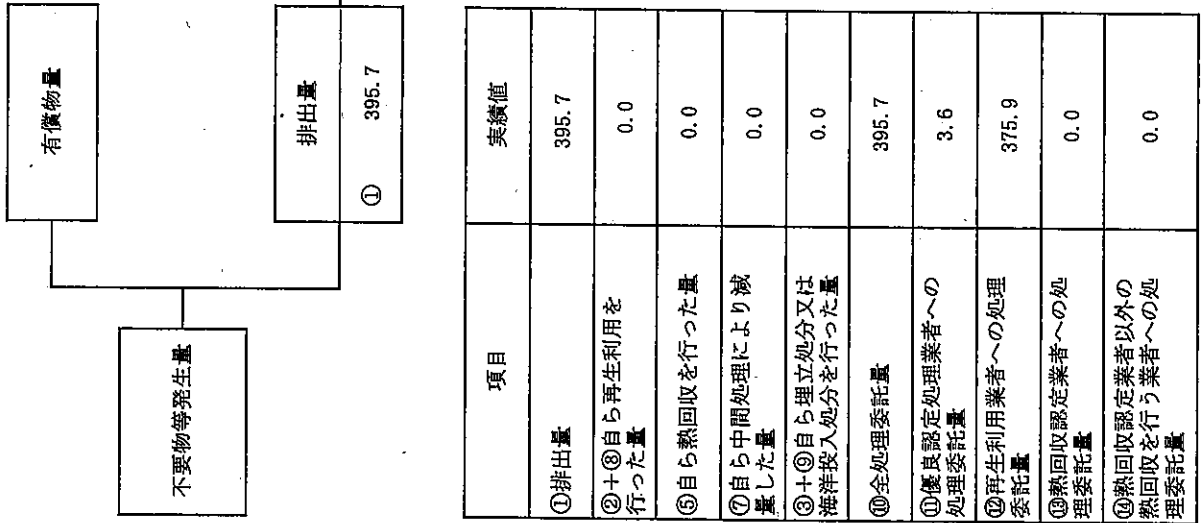 不要物等発生量
有償物量
排出量
① 395.7
項目 実績値
①排出量 395.7
②+⑧自ら再生利用を
行った量 0.0
⑤自ら熱回収を行った量 0.0
⑦自ら中間処理により減
量した量 0.0
③+⑨自ら埋立処分又は
海洋投入処分を行った量 0.0
⑩全処理委託量 395.7
⑪優良認定処理業者への
処理委託量 3.6
⑫再生利用業者への処理
委託量 375.9
⑬熱回収認定業者への処
理委託量 0.0
⑭熱回収認定業者以外の
熱回収を行う業者への処
理委託量 0.0